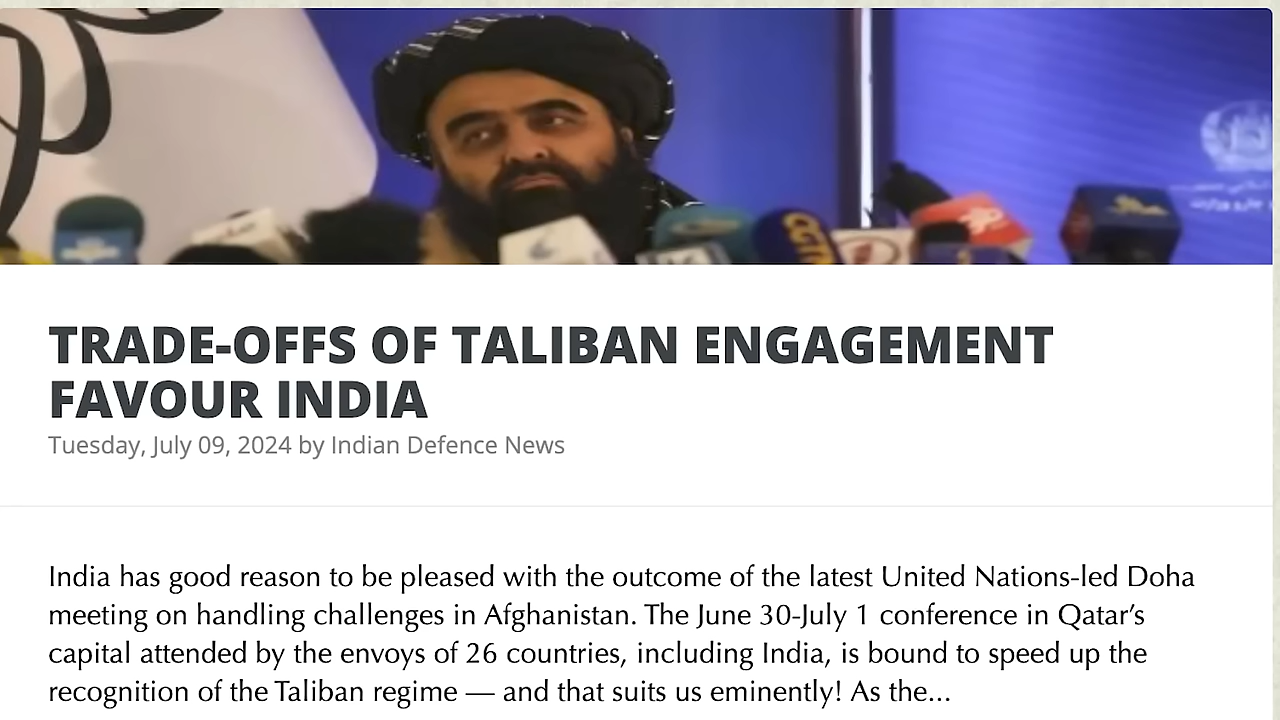 CCTV
TRADE-OFFS OF TALIBAN ENGAGEMENT
FAVOUR INDIA
Tuesday, July 09, 2024 by Indian Defence News
India has good reason to be pleased with the outcome of the latest United Nations-led Doha
meeting on handling challenges in Afghanistan. The June 30-July 1 conference in Qatar’s
capital attended by the envoys of 26 countries, including India, is bound to speed up the
recognition of the Taliban regime — and that suits us eminently! As the...